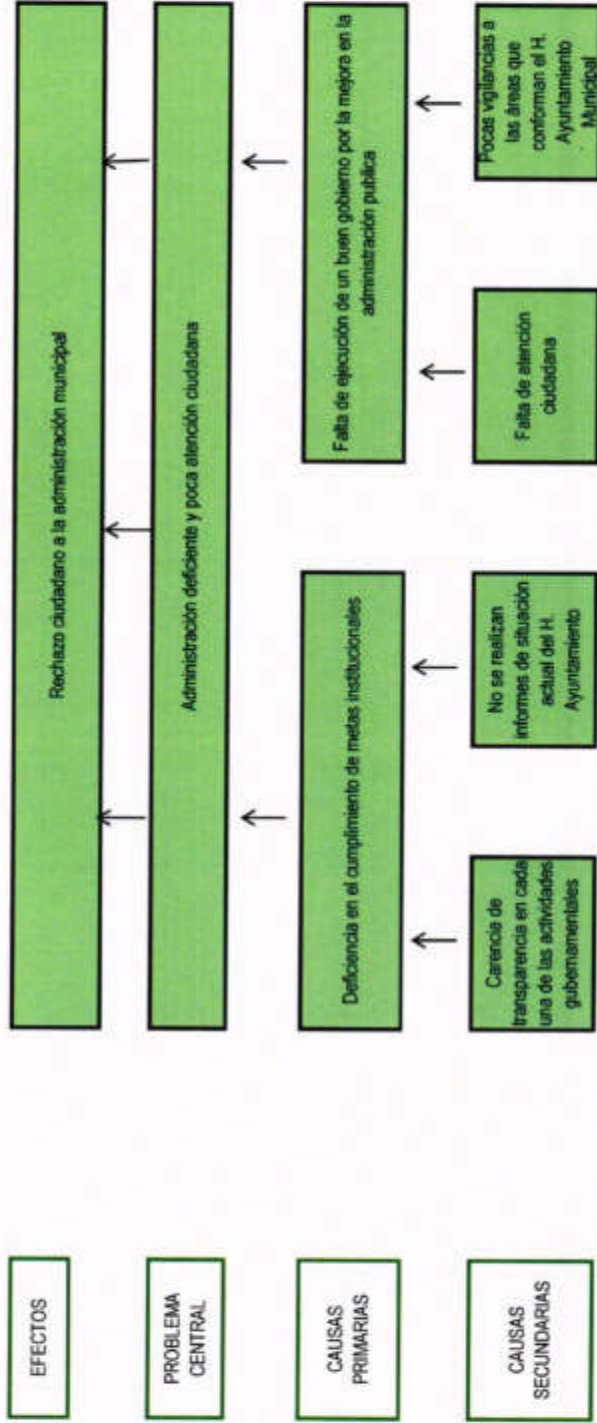 EFECTOS
Rechazo ciudadano a la administración municipal
PROBLEMA
CENTRAL
Administración deficiente y poca atención ciudadana
CAUSAS
PRIMARIAS
Deficiencia en el cumplimiento de metas institucionales
Falta de ejecución de un buen gobierno por la mejora en la
administración publica
CAUSAS
SECUNDARIAS
Carencia de
transparencia en cada
una de las actividades
gubernamentales
No se realizan
informes de situación
actual del H.
Ayuntamiento
Falta de atención
ciudadana
Pocas vigilancias a
las áreas que
conforman el H.
Ayuntamiento
Municipal